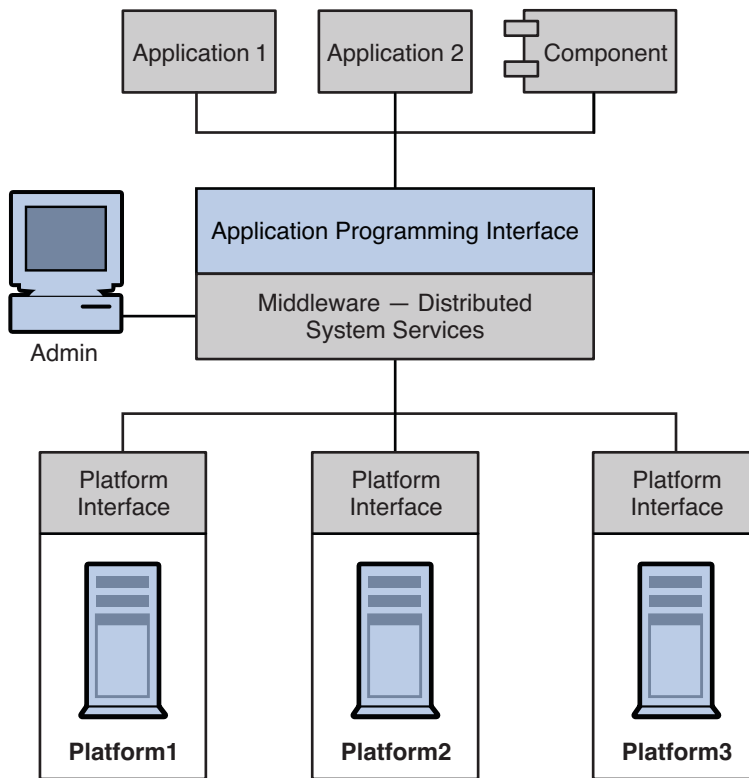 Application 1
Application 2
Component
Application Programming Interface
Middleware — Distributed
System Services
Admin
Platform
Interface
Platform
Interface
Platform
Interface
Platform1
Platform2
Platform3